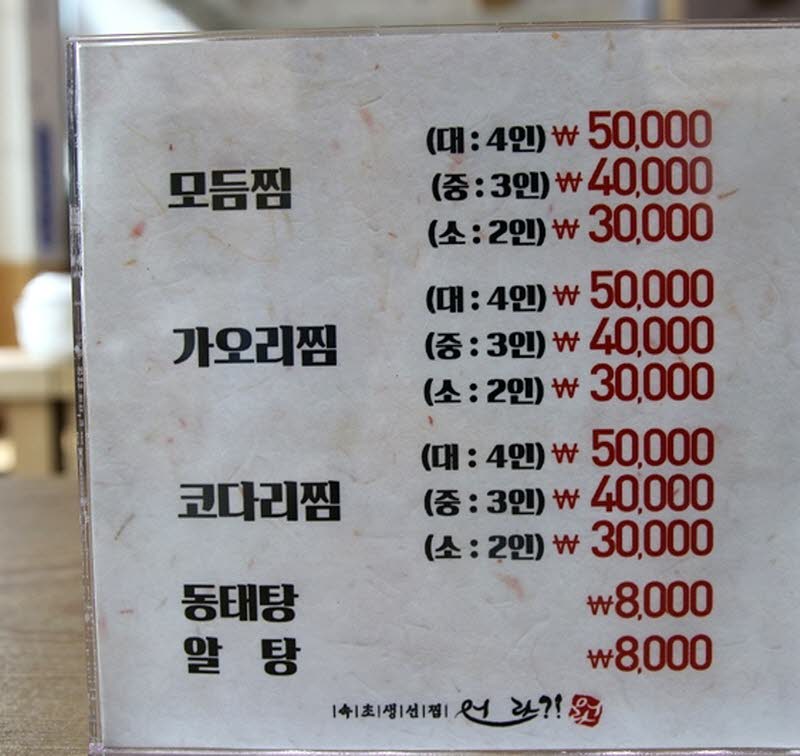 (대 : 4인) ₩ 50,000
모듬찜 (중 : 3인) ₩ 40,000
(소 : 2인) ₩ 30,000
(대 : 4인) ₩ 50,000
가오리찜 (중 : 3인) ₩ 40,000
(소 : 2인) ₩ 30,000
(대 : 4인) ₩ 50,000
코다리찜 (중 : 3인) ₩ 40,000
(소 : 2인) ₩ 30,000
동태탕 ₩8,000
알 탕 ₩8,000
|속|초|생|선|찜|